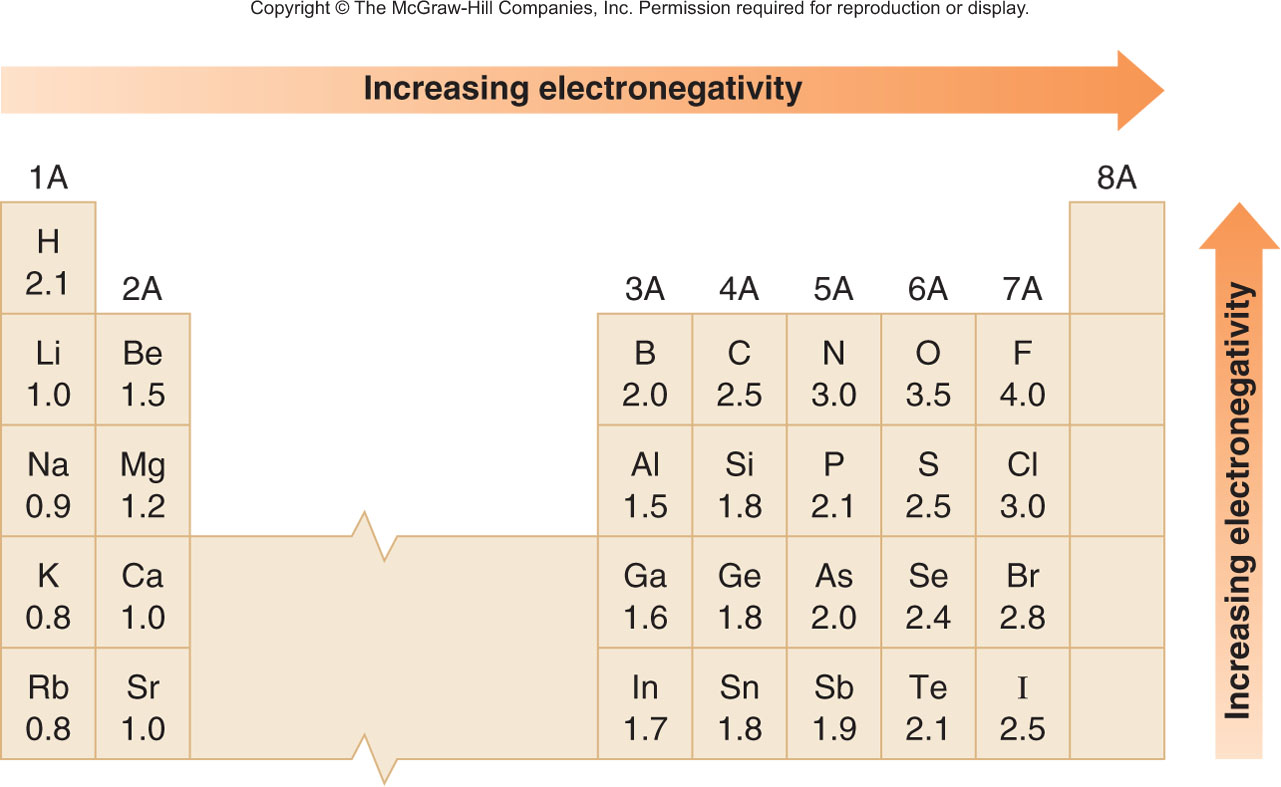 Copyright © The McGraw-Hill Companies, Inc. Permission required for reproduction or display.
Increasing electronegativity
1A 8A
H
2.1
2A 3A 4A 5A 6A 7A
Li Be B C N O F
1.0 1.5 2.0 2.5 3.0 3.5 4.0
Na Mg Al Si P S Cl
0.9 1.2 1.5 1.8 2.1 2.5 3.0
K Ca Ga Ge As Se Br
0.8 1.0 1.6 1.8 2.0 2.4 2.8
Rb Sr In Sn Sb Te I
0.8 1.0 1.7 1.8 1.9 2.1 2.5
Increasing electronegativity